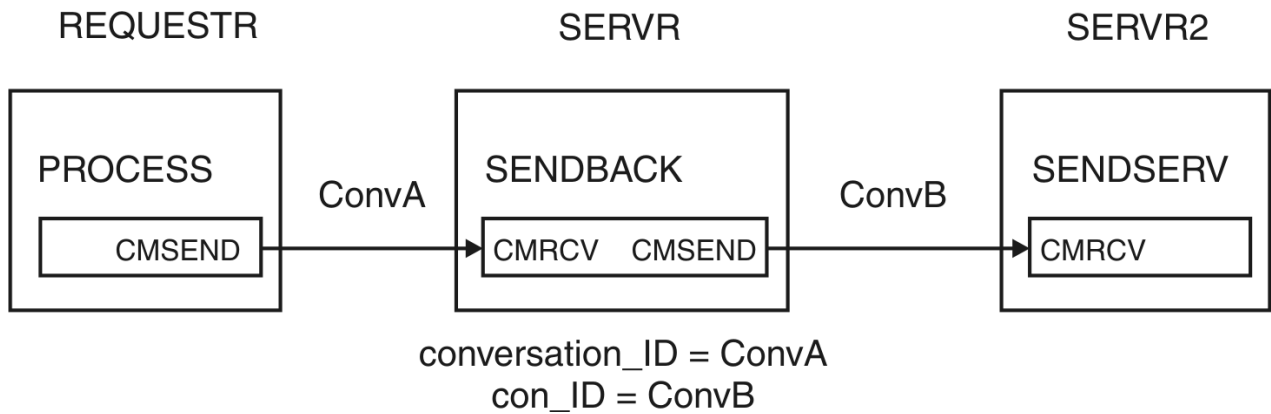 REQUESTR SERVR SERVR2
PROCESS ConvA SENDBACK ConvB SENDSERV
CMSEND CMRCV CMSEND CMRCV
conversation_ID = ConvA
con_ID = ConvB